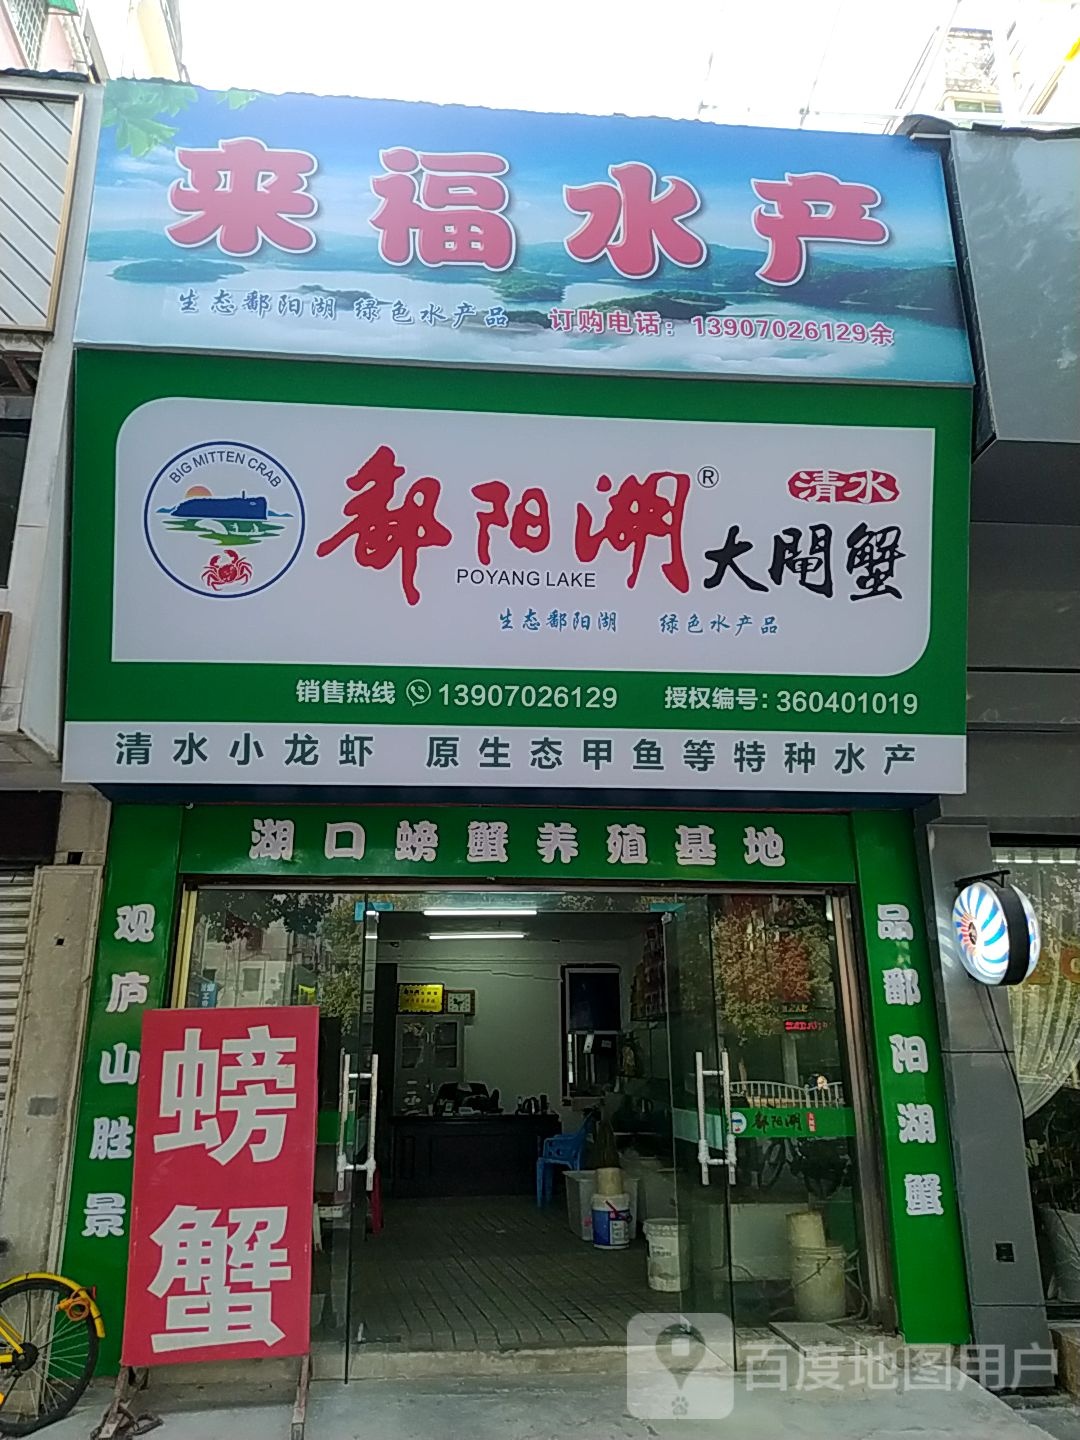 来福水产
生态鄱阳湖 绿色水产品 订购电话：13907026129余
BIG MITTEN CRAB
鄱阳湖®
POYANG LAKE
清水
大閘蟹
生态鄱阳湖 绿色水产品
销售热线 13907026129 授权编号：360401019
清水小龙虾 原生态甲鱼等特种水产
湖口螃蟹养殖基地
观庐山胜景
品鄱阳湖蟹
螃蟹
鄱阳湖
百度地图用户